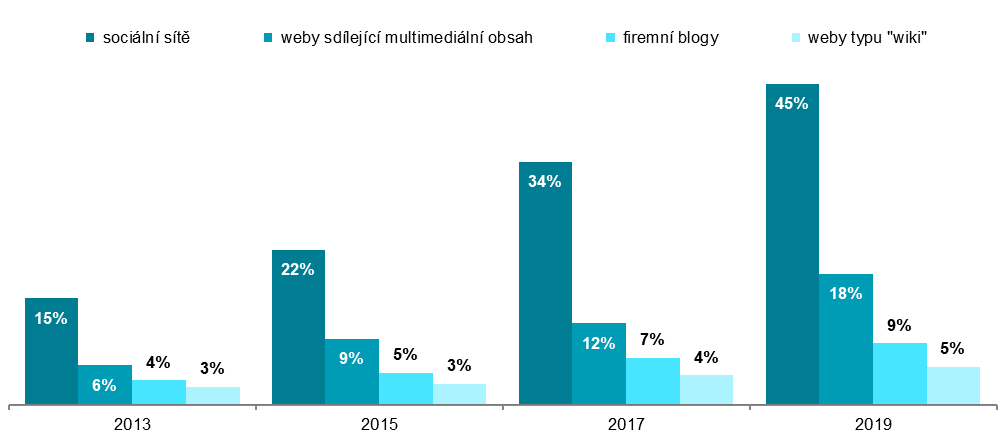 sociální sítě weby sdílející multimediální obsah firemní blogy weby typu "wiki"
15% 6% 4% 3%
22% 9% 5% 3%
34% 12% 7% 4%
45% 18% 9% 5%
2013 2015 2017 2019